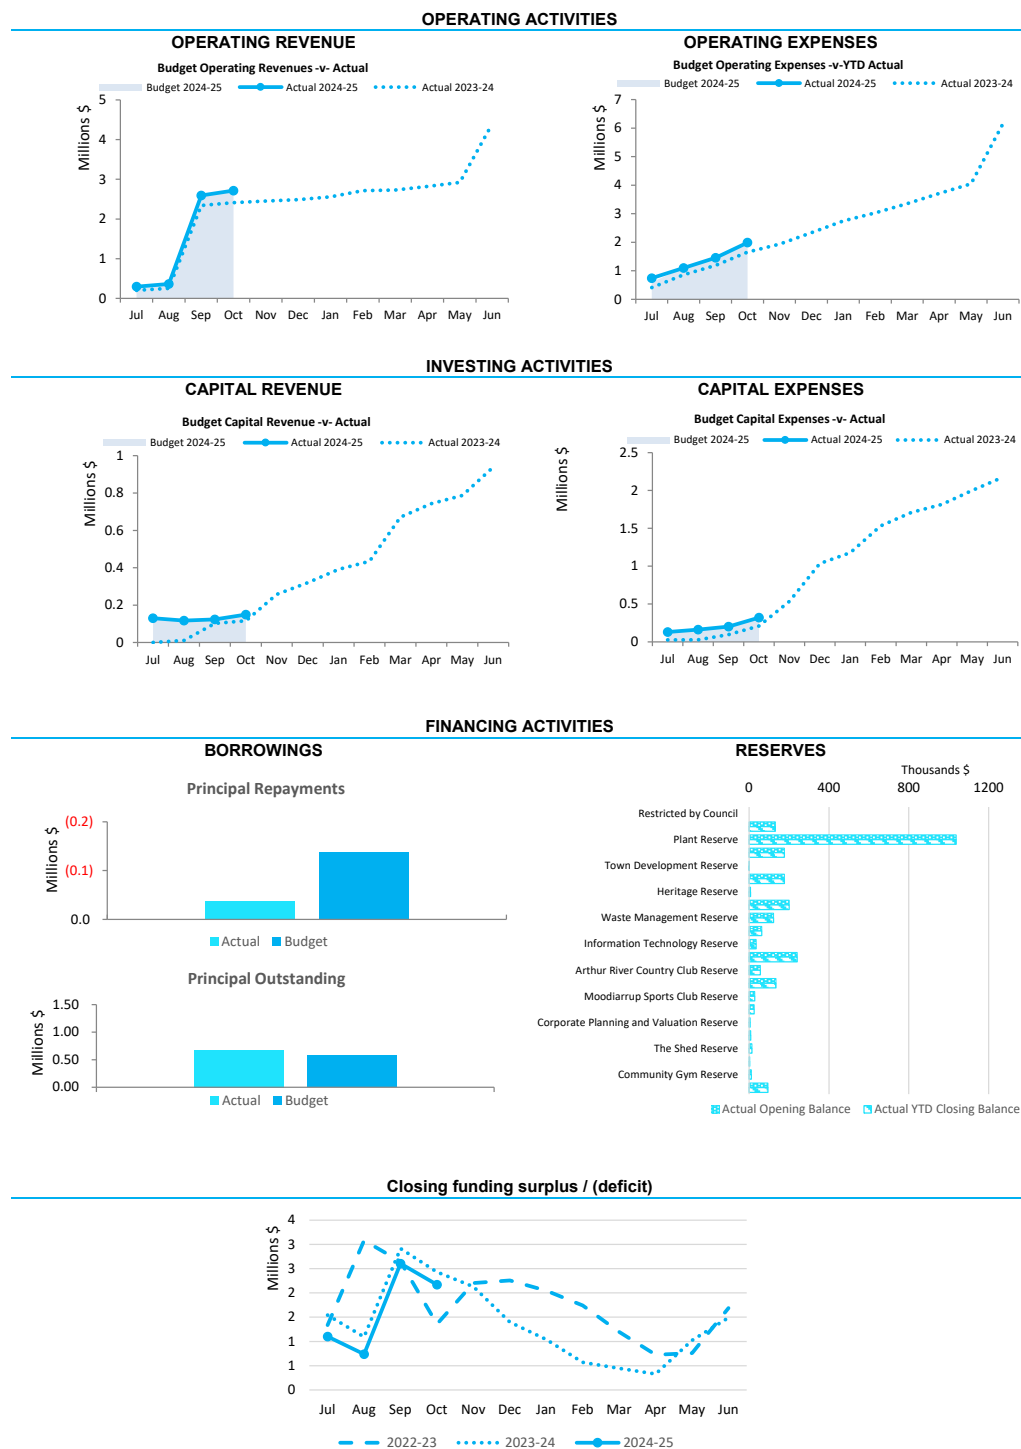 OPERATING ACTIVITIES
OPERATING REVENUE
Budget Operating Revenues -v- Actual
Budget 2024-25 Actual 2024-25 Actual 2023-24
Millions $
5
4
3
2
1
0
Jul Aug Sep Oct Nov Dec Jan Feb Mar Apr May Jun
OPERATING EXPENSES
Budget Operating Expenses -v-YTD Actual
Budget 2024-25 Actual 2024-25 Actual 2023-24
Millions $
7
6
5
4
3
2
1
0
Jul Aug Sep Oct Nov Dec Jan Feb Mar Apr May Jun
INVESTING ACTIVITIES
CAPITAL REVENUE
Budget Capital Revenue -v- Actual
Budget 2024-25 Actual 2024-25 Actual 2023-24
Millions $
1
0.8
0.6
0.4
0.2
0
Jul Aug Sep Oct Nov Dec Jan Feb Mar Apr May Jun
CAPITAL EXPENSES
Budget Capital Expenses -v- Actual
Budget 2024-25 Actual 2024-25 Actual 2023-24
Millions $
2.5
2
1.5
1
0.5
0
Jul Aug Sep Oct Nov Dec Jan Feb Mar Apr May Jun
FINANCING ACTIVITIES
BORROWINGS
Principal Repayments
Millions $
(0.2)
(0.1)
0.0
Actual Budget
Principal Outstanding
Millions $
1.50
1.00
0.50
0.00
Actual Budget
RESERVES
Thousands $
0 400 800 1200
Restricted by Council
Plant Reserve
Town Development Reserve
Heritage Reserve
Waste Management Reserve
Information Technology Reserve
Arthur River Country Club Reserve
Moodiarrup Sports Club Reserve
Corporate Planning and Valuation Reserve
The Shed Reserve
Community Gym Reserve
Actual Opening Balance Actual YTD Closing Balance
Closing funding surplus / (deficit)
Millions $
4
3
3
2
2
1
1
0
Jul Aug Sep Oct Nov Dec Jan Feb Mar Apr May Jun
2022-23 2023-24 2024-25